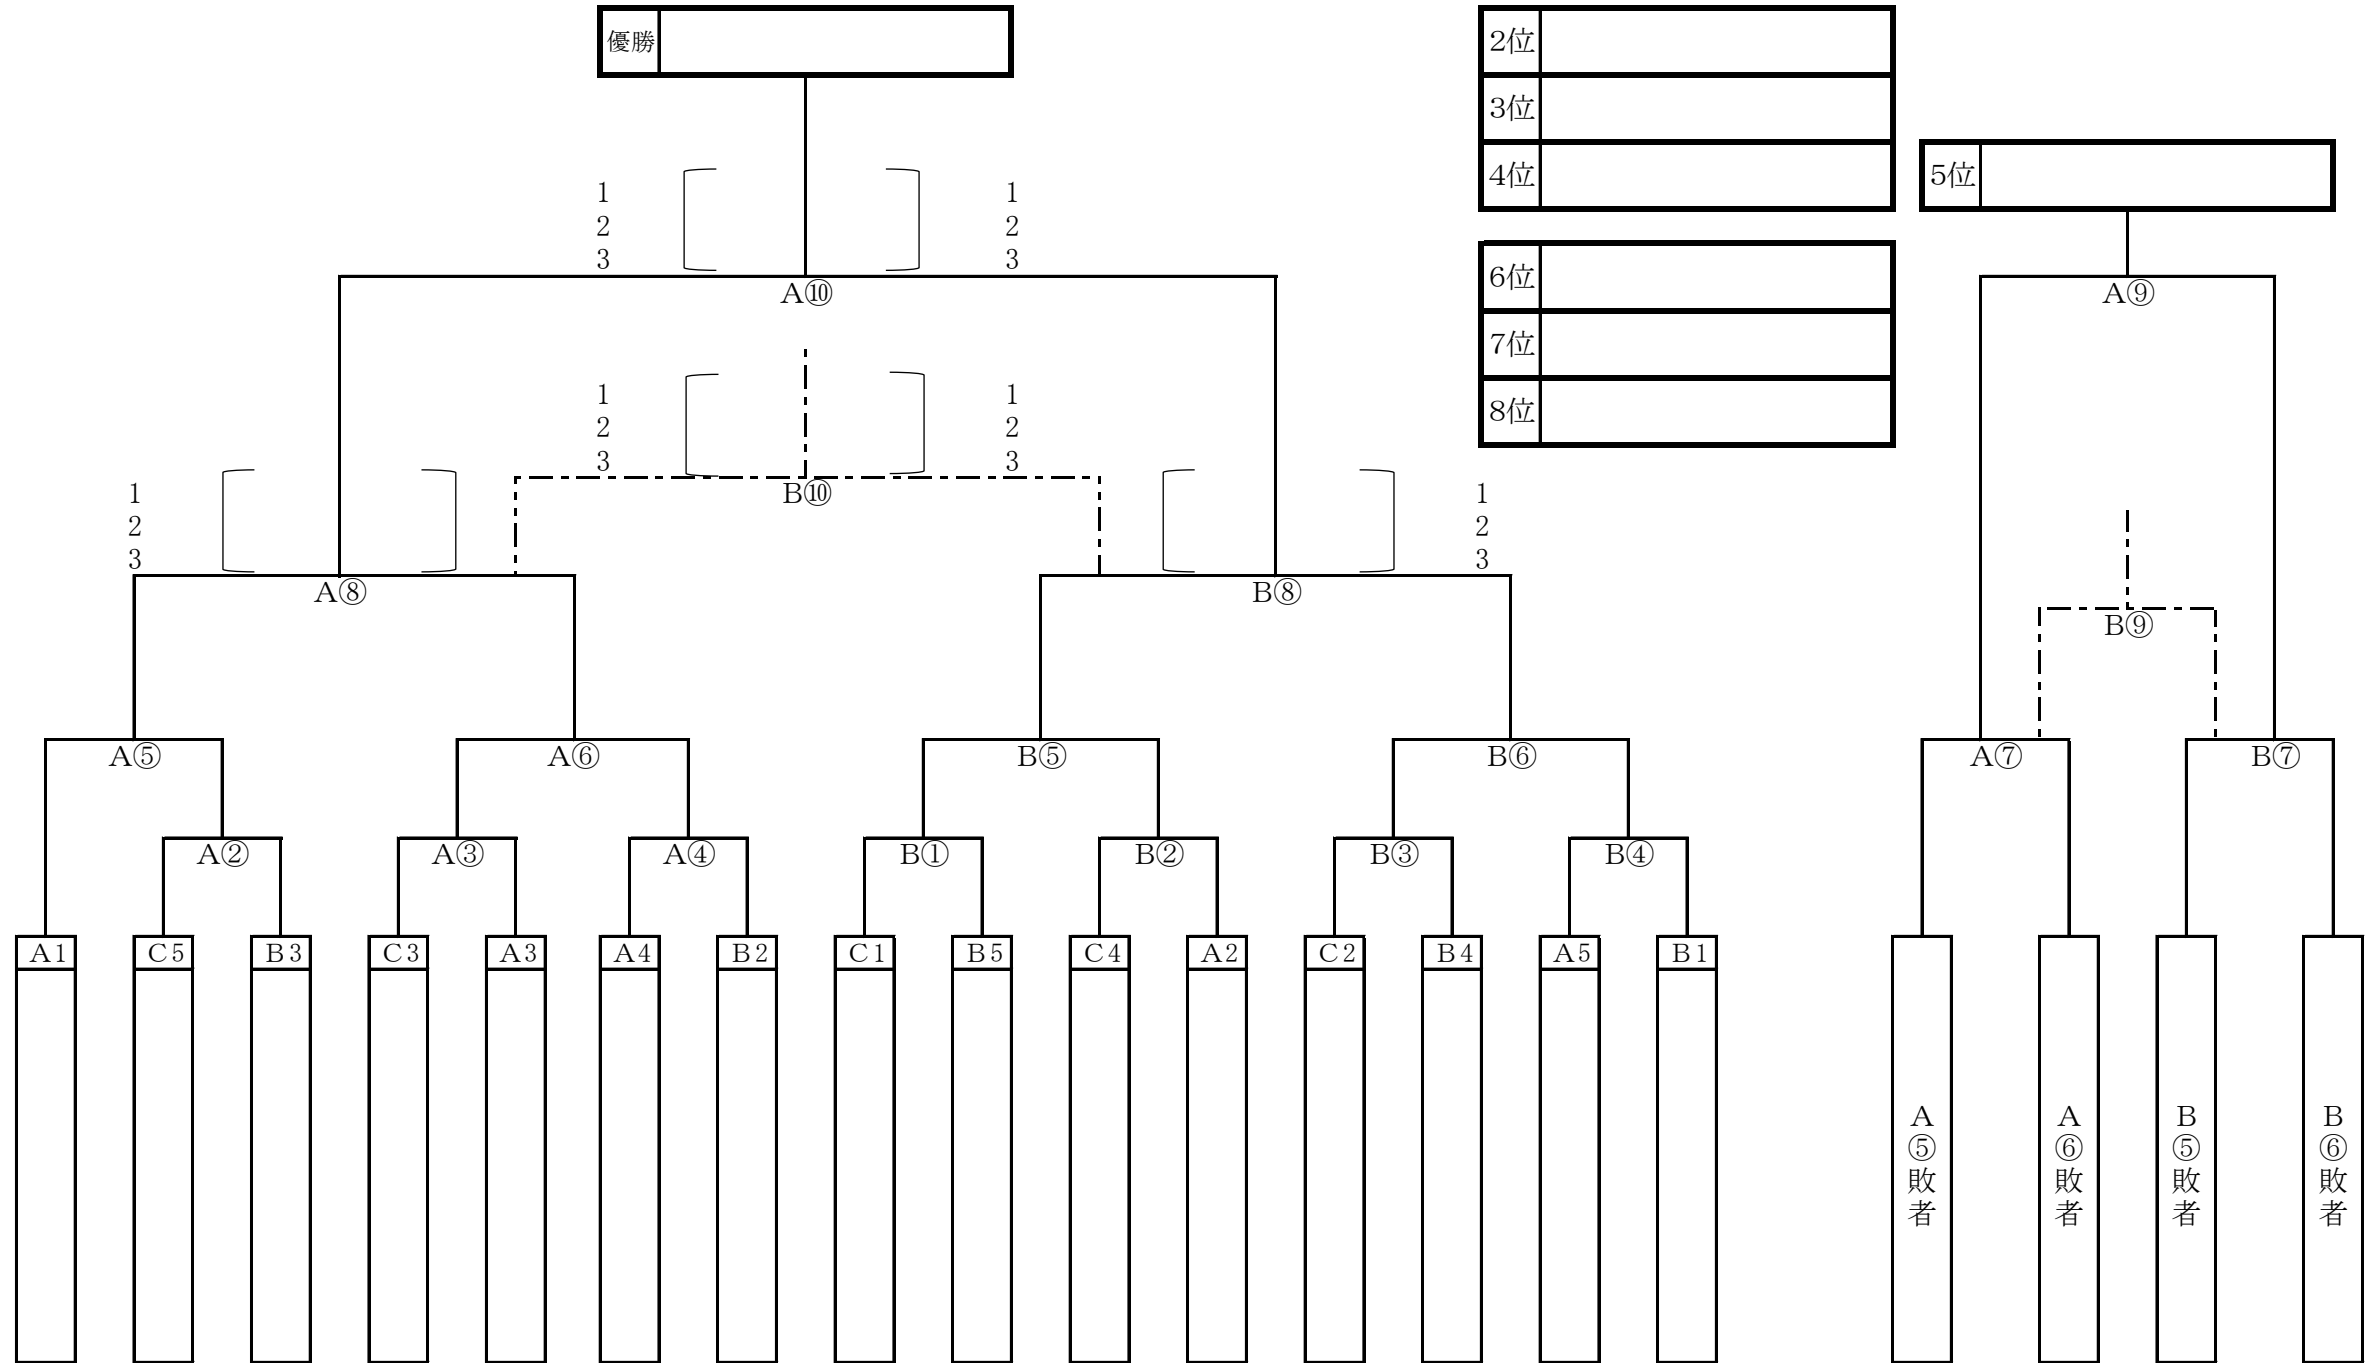 優勝
2位
3位
4位
5位
1 1
2 2
3 3
6位
A⑩ A⑨
7位
1 1
2 2
8位
3 3
B⑩
1 1
2 2
3 3
A⑧ B⑧
B⑨
A⑤ A⑥ B⑤ B⑥ A⑦ B⑦
A② A③ A④ B① B② B③ B④
A1 C5 B3 C3 A3 A4 B2 C1 B5 C4 A2 C2 B4 A5 B1
A⑤敗者
A⑥敗者
B⑤敗者
B⑥敗者